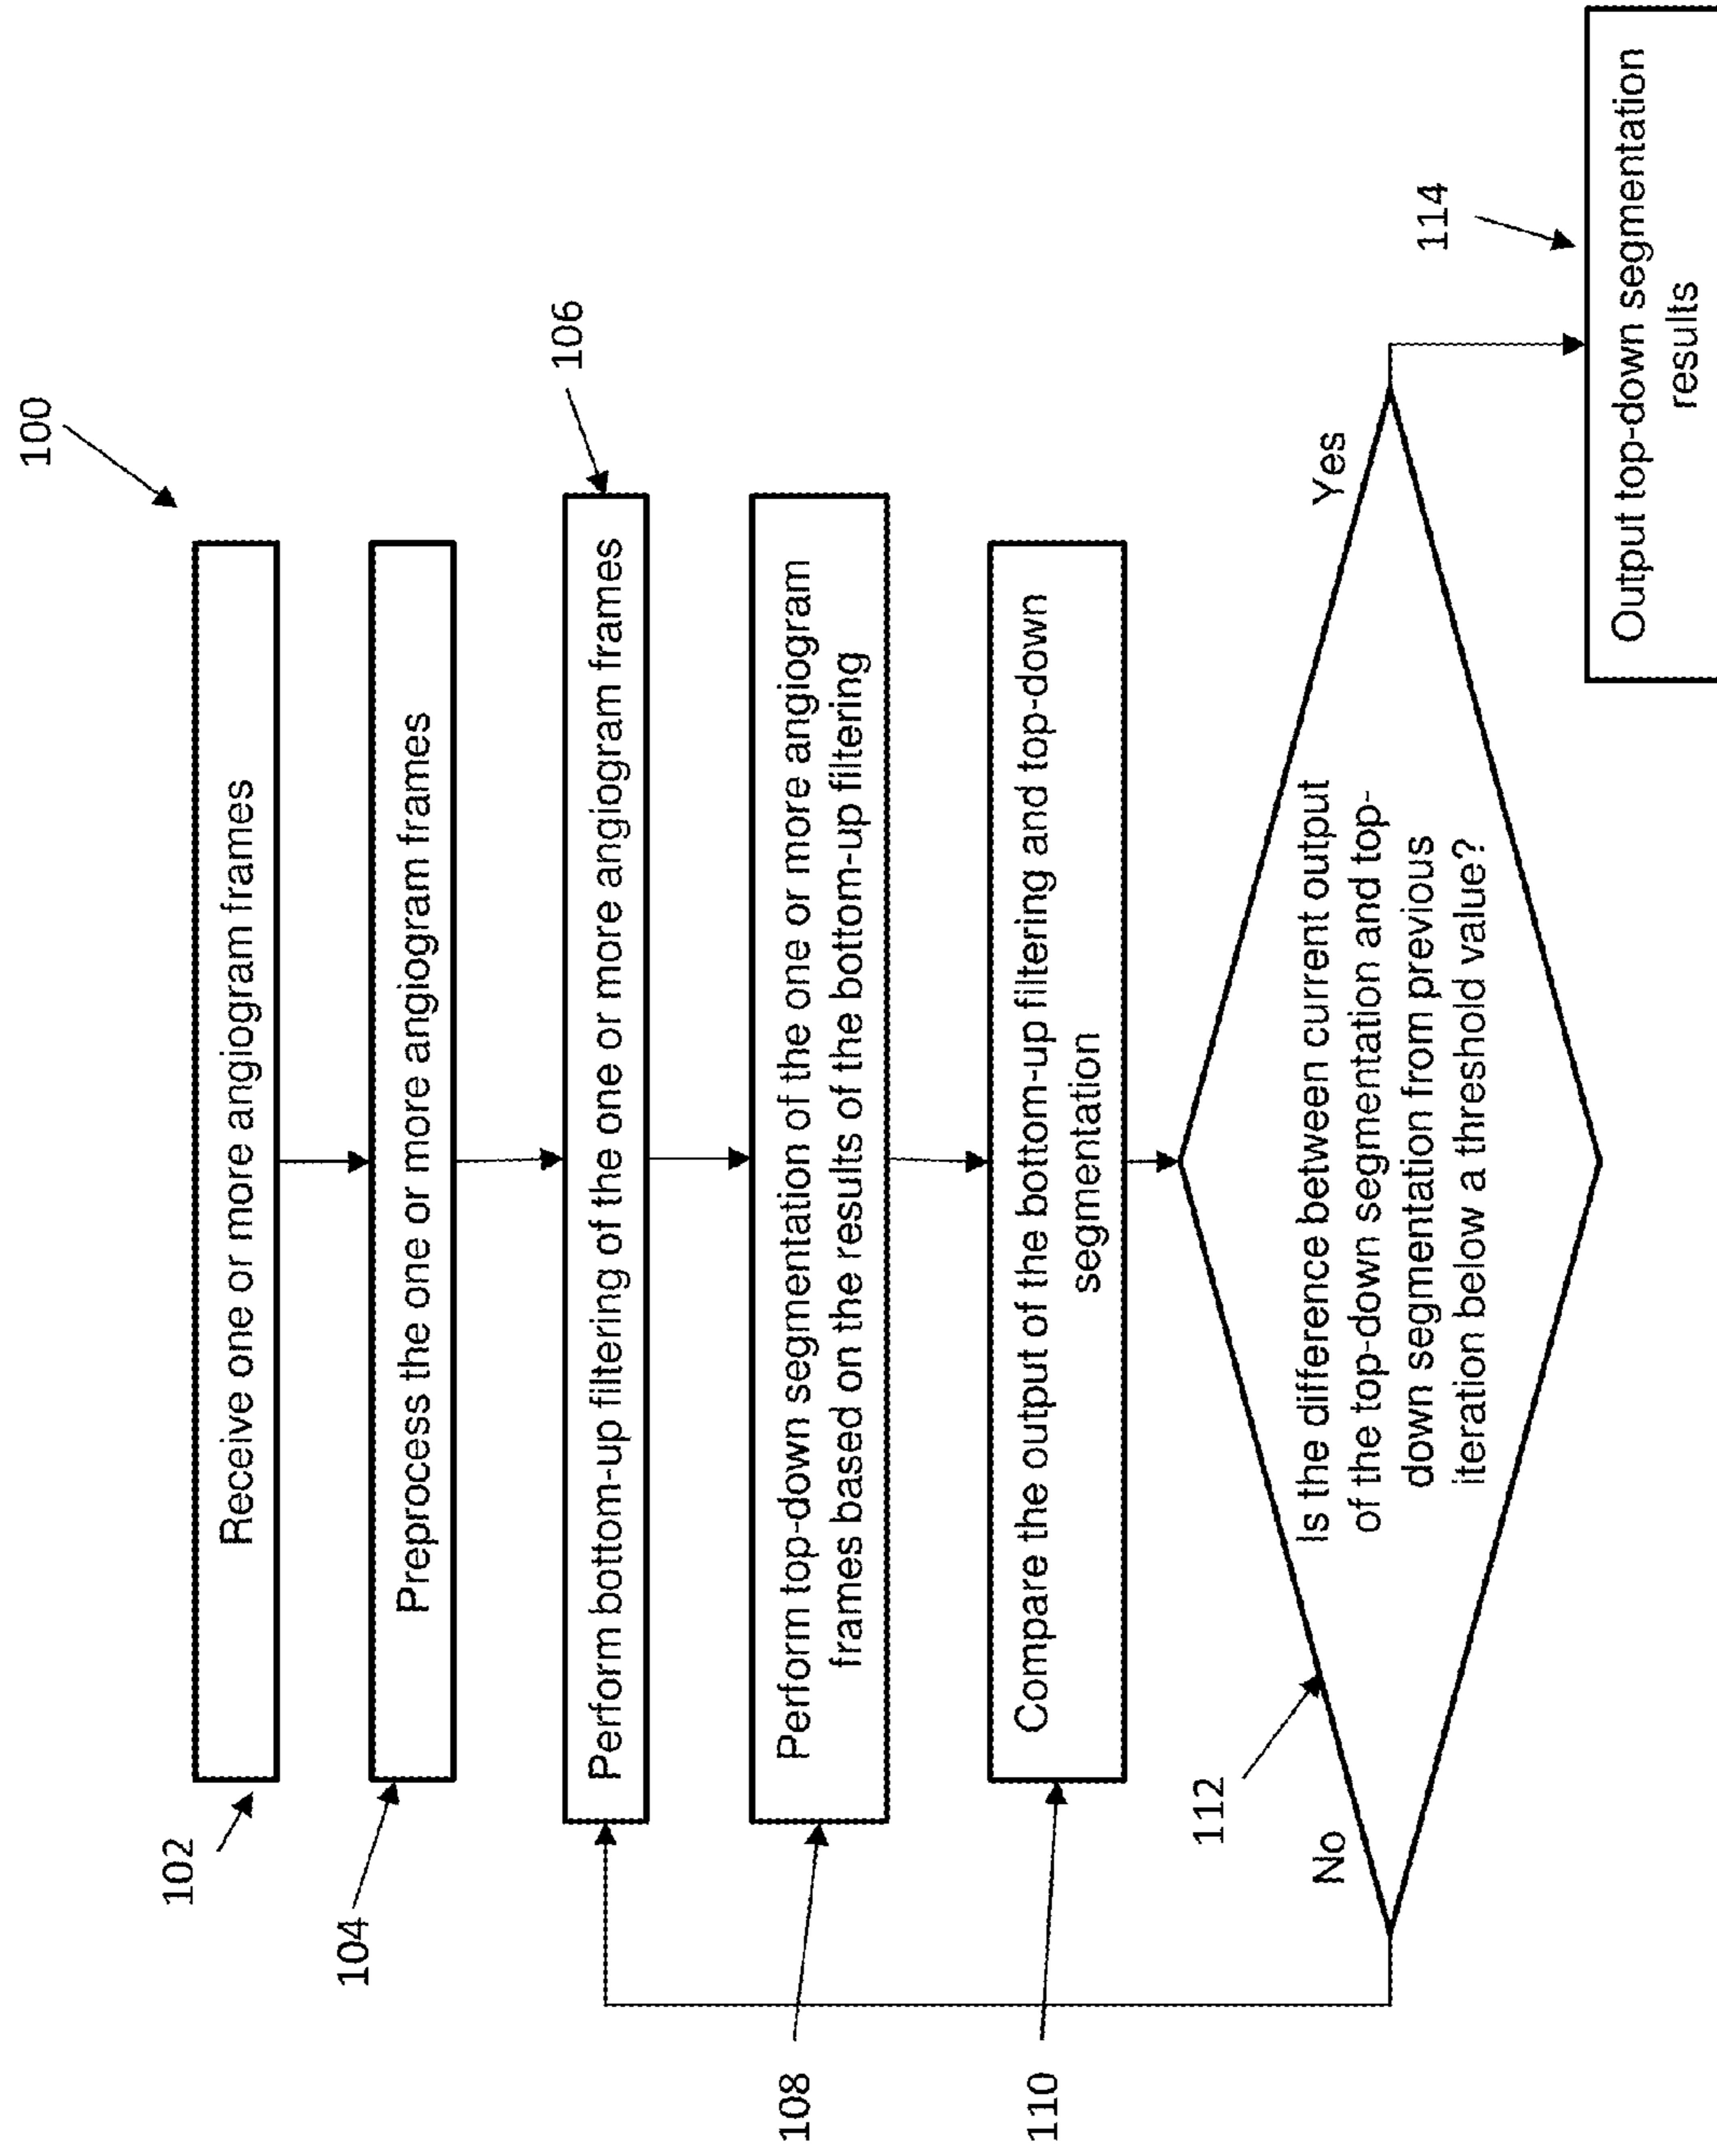 100
102
Receive one or more angiogram frames
104
Preprocess the one or more angiogram frames
106
Perform bottom-up filtering of the one or more angiogram frames
108
Perform top-down segmentation of the one or more angiogram
frames based on the results of the bottom-up filtering
110
Compare the output of the bottom-up filtering and top-down
segmentation
112
Is the difference between current output
of the top-down segmentation and top-
down segmentation from previous
iteration below a threshold value?
No
Yes
114
Output top-down segmentation
results